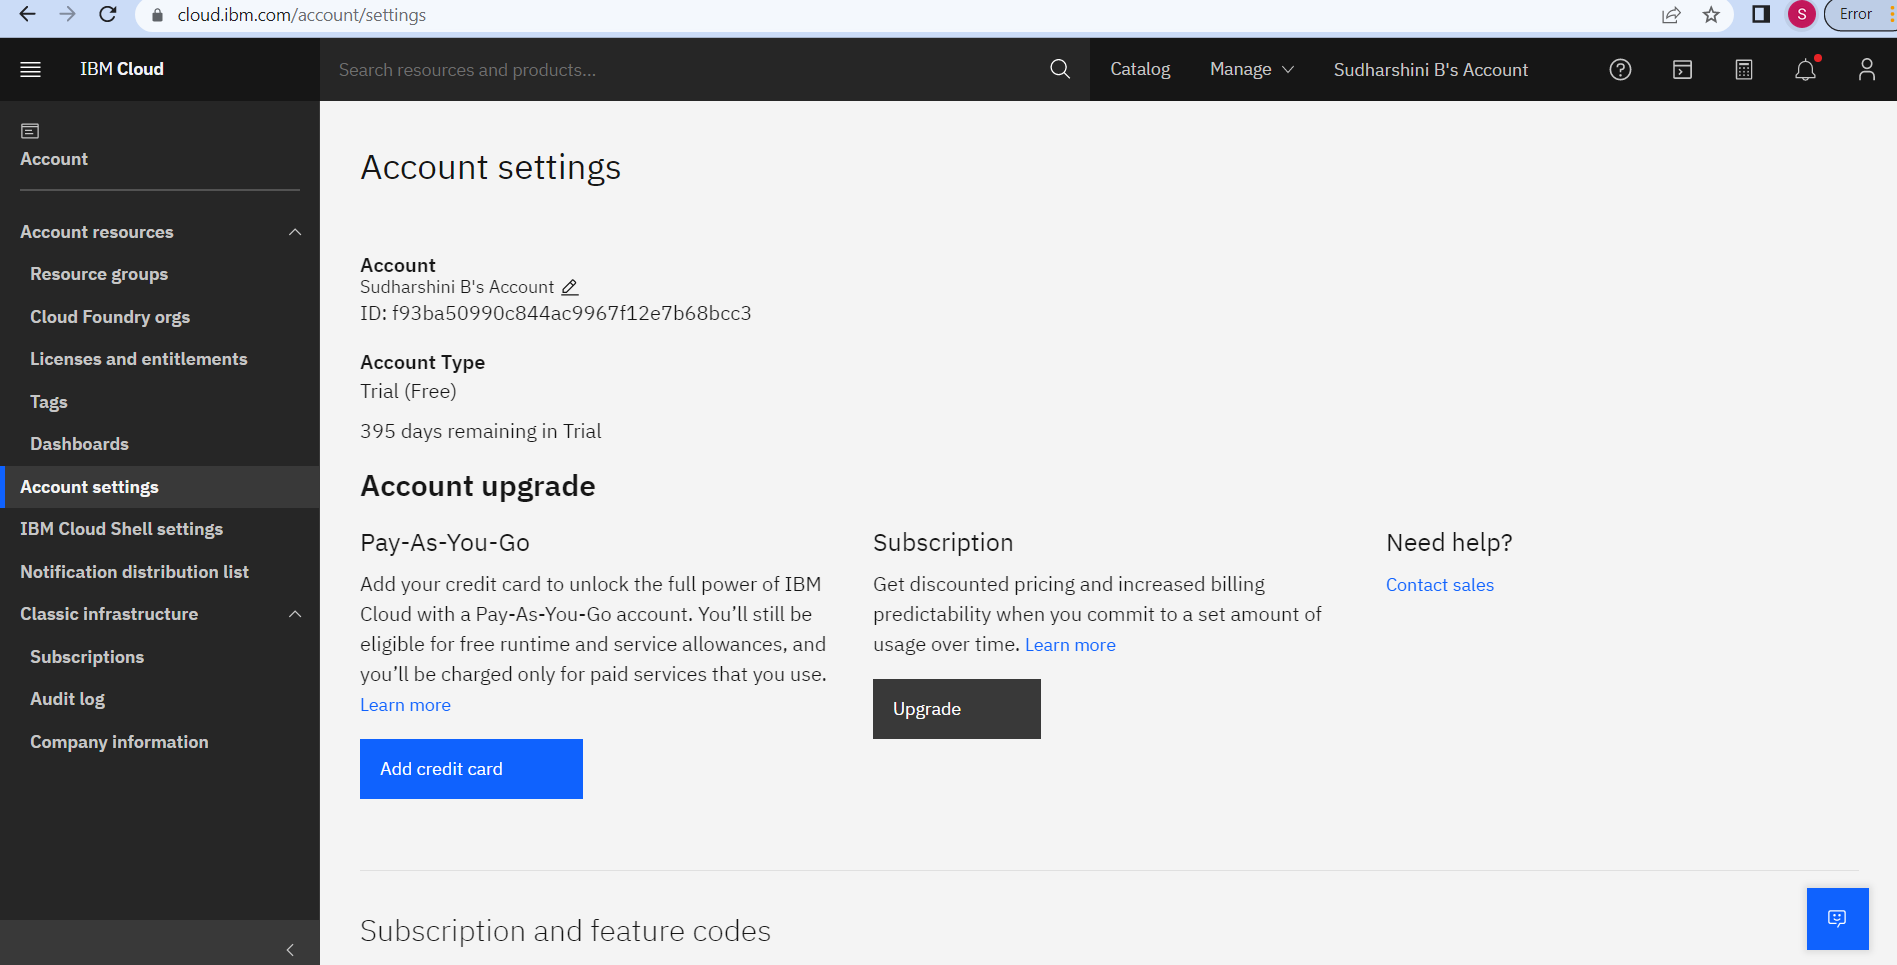 cloud.ibm.com/account/settings
S
Error
IBM Cloud
Search resources and products...
Catalog
Manage
Sudharshini B's Account
Account
Account resources
Resource groups
Cloud Foundry orgs
Licenses and entitlements
Tags
Dashboards
Account settings
IBM Cloud Shell settings
Notification distribution list
Classic infrastructure
Subscriptions
Audit log
Company information
Account settings
Account
Sudharshini B's Account
ID: f93ba50990c844ac9967f12e7b68bcc3
Account Type
Trial (Free)
395 days remaining in Trial
Account upgrade
Pay-As-You-Go
Add your credit card to unlock the full power of IBM
Cloud with a Pay-As-You-Go account. You’ll still be
eligible for free runtime and service allowances, and
you’ll be charged only for paid services that you use.
Learn more
Add credit card
Subscription
Get discounted pricing and increased billing
predictability when you commit to a set amount of
usage over time. Learn more
Upgrade
Need help?
Contact sales
Subscription and feature codes